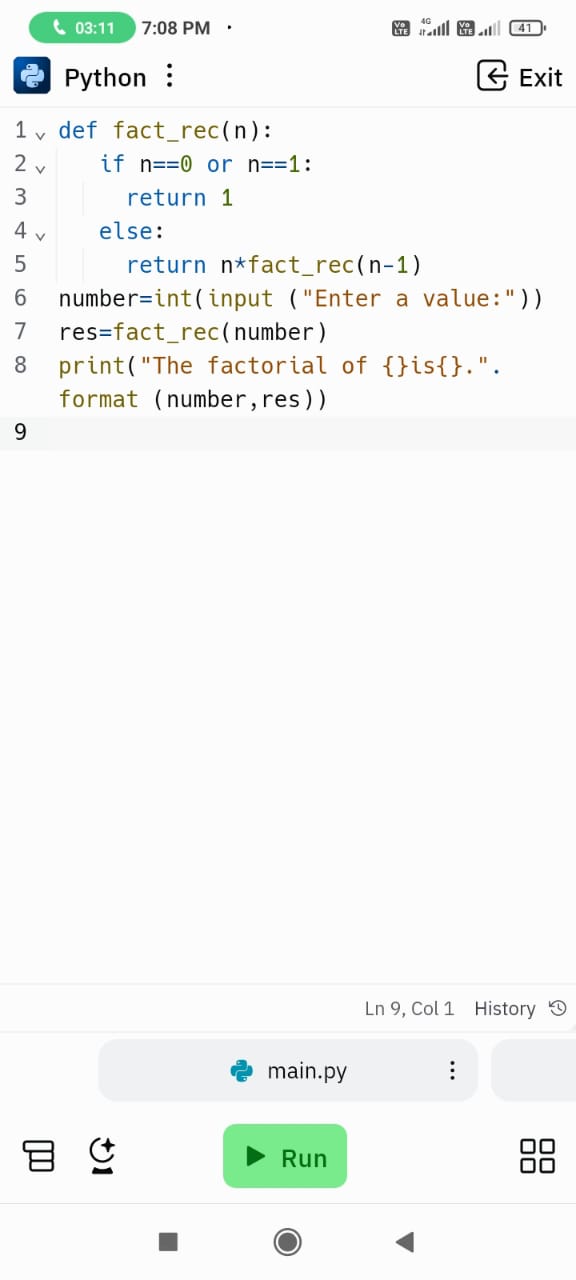 03:11 7:08 PM · Vo LTE 4G Vo LTE 41
Python Exit
1 def fact_rec(n):
2 if n==0 or n==1:
3 return 1
4 else:
5 return n*fact_rec(n-1)
6 number=int(input ("Enter a value:"))
7 res=fact_rec(number)
8 print("The factorial of {}is{}.".
format (number,res))
9
Ln 9, Col 1 History
main.py
Run